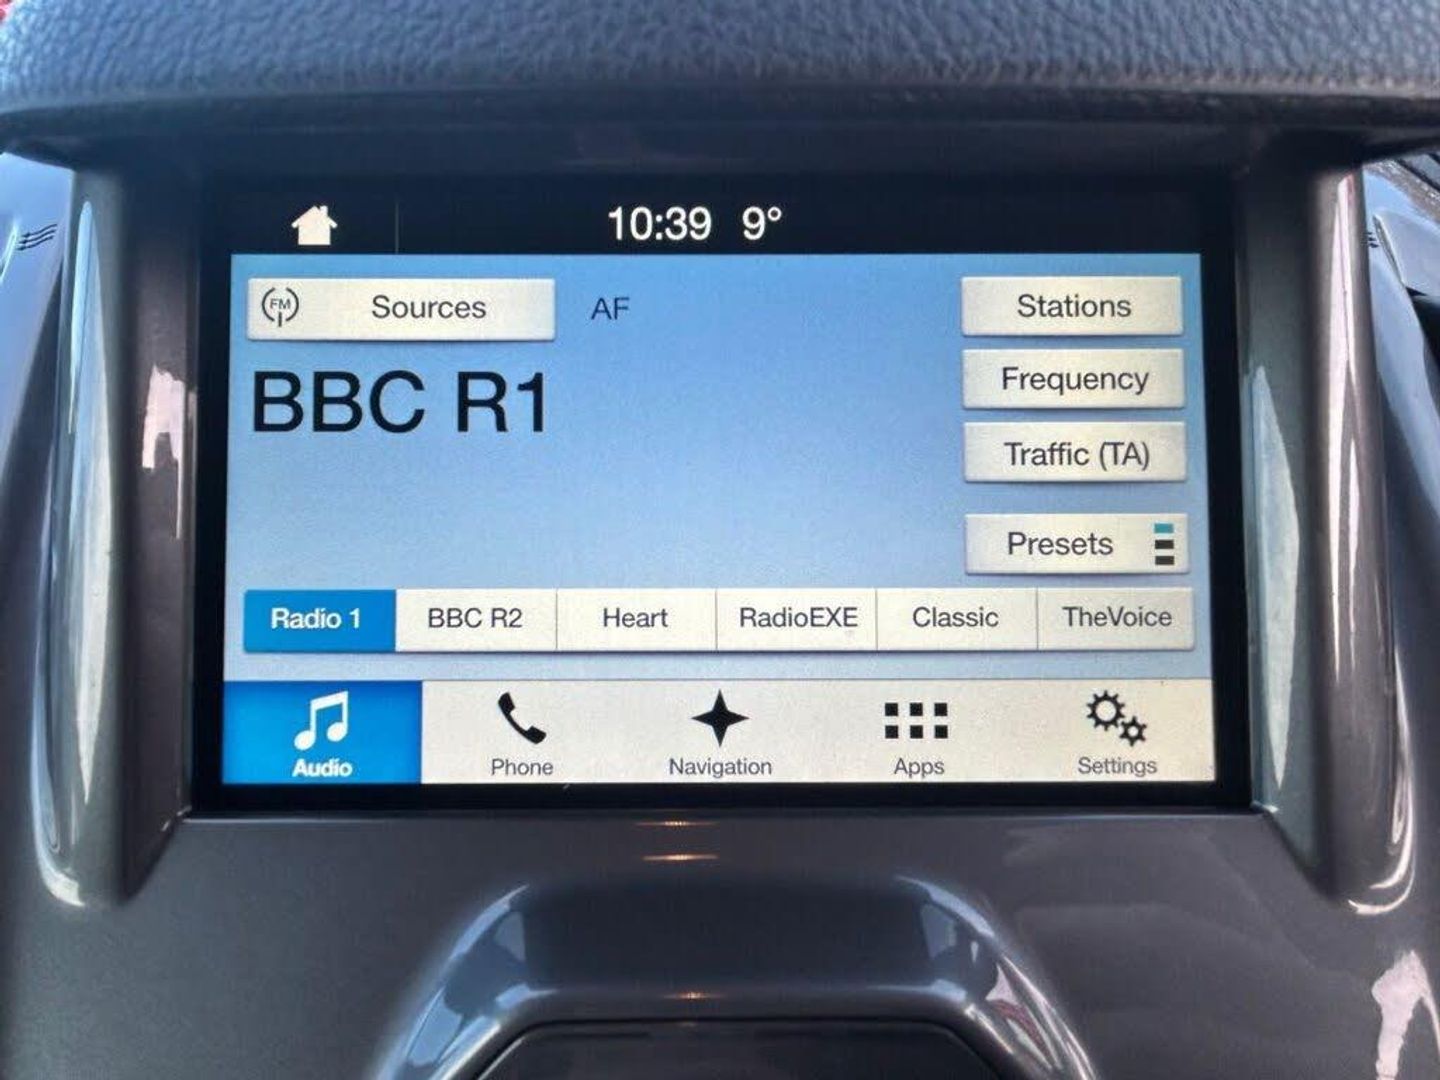 10:39 9°
FM Sources AF Stations
BBC R1
Frequency
Traffic (TA)
Presets
Radio 1 BBC R2 Heart RadioEXE Classic TheVoice
Audio Phone Navigation Apps Settings